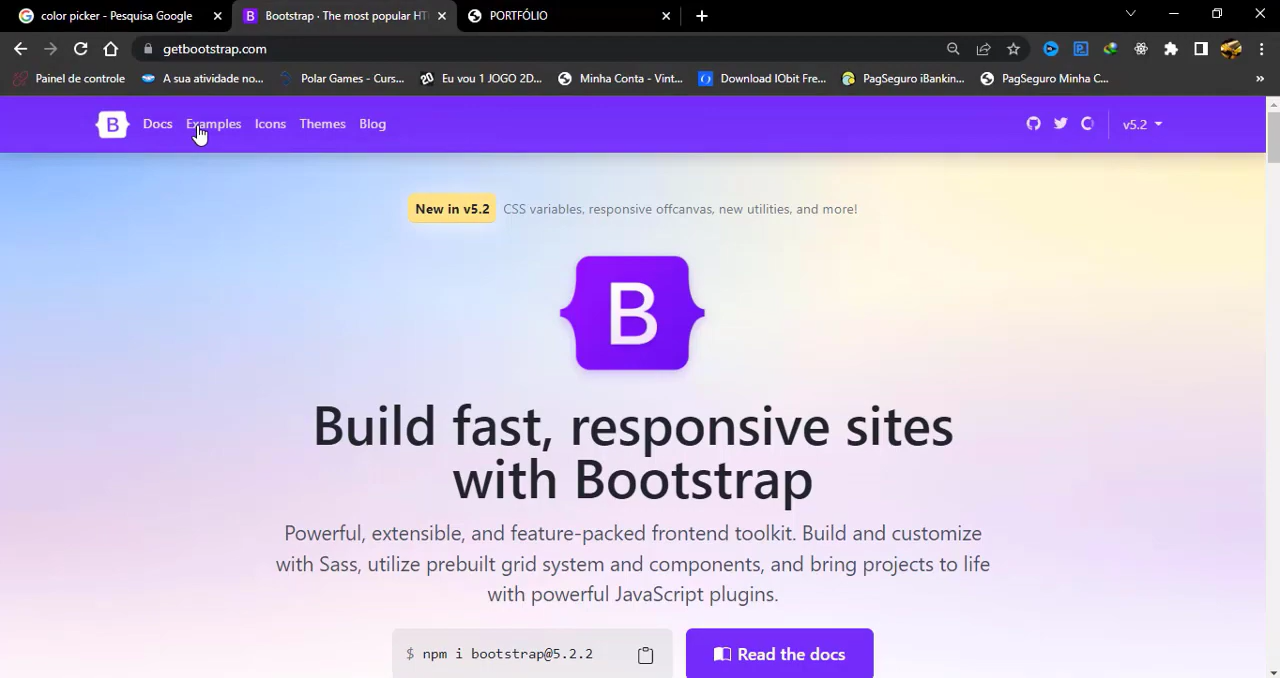 color picker - Pesquisa Google
Bootstrap · The most popular HT
PORTFÓLIO
getbootstrap.com
Painel de controle
A sua atividade no...
Polar Games - Curs...
Eu vou 1 JOGO 2D...
Minha Conta - Vint...
Download IObit Fre...
PagSeguro iBankin...
PagSeguro Minha C...
»
B
Docs
Examples
Icons
Themes
Blog
v5.2
New in v5.2
CSS variables, responsive offcanvas, new utilities, and more!
B
Build fast, responsive sites
with Bootstrap
Powerful, extensible, and feature-packed frontend toolkit. Build and customize
with Sass, utilize prebuilt grid system and components, and bring projects to life
with powerful JavaScript plugins.
$ npm i bootstrap@5.2.2
Read the docs